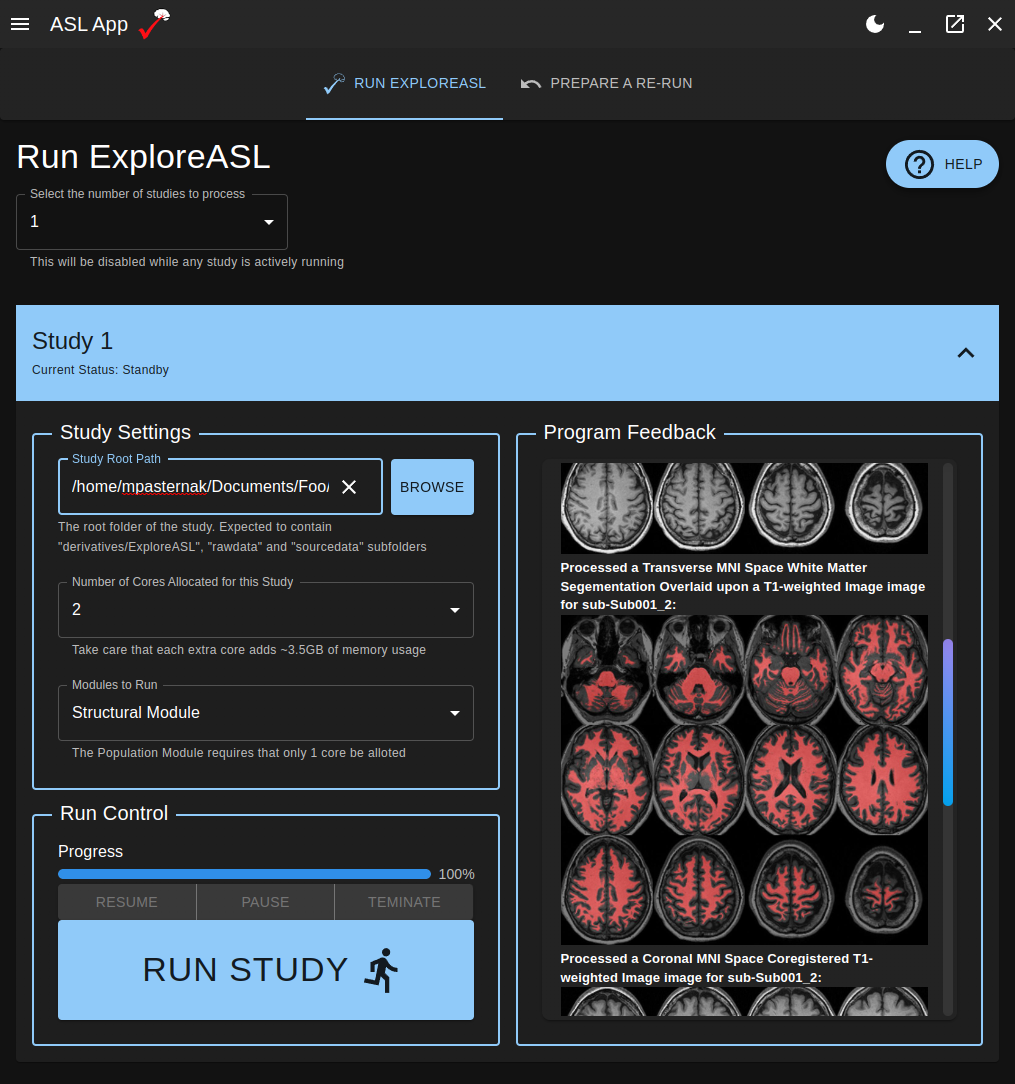 ASL App
RUN EXPLOREASL
PREPARE A RE-RUN
Run ExploreASL
HELP
Select the number of studies to process
1
This will be disabled while any study is actively running
Study 1
Current Status: Standby
Study Settings
Study Root Path
/home/mpasternak/Documents/Foo/
BROWSE
The root folder of the study. Expected to contain
"derivatives/ExploreASL", "rawdata" and "sourcedata" subfolders
Number of Cores Allocated for this Study
2
Take care that each extra core adds ~3.5GB of memory usage
Modules to Run
Structural Module
The Population Module requires that only 1 core be alloted
Run Control
Progress
100%
RESUME
PAUSE
TEMINATE
RUN STUDY
Program Feedback
Processed a Transverse MNI Space White Matter
Segementation Overlaid upon a T1-weighted Image image
for sub-Sub001_2:
Processed a Coronal MNI Space Coregistered T1-
weighted Image image for sub-Sub001_2: